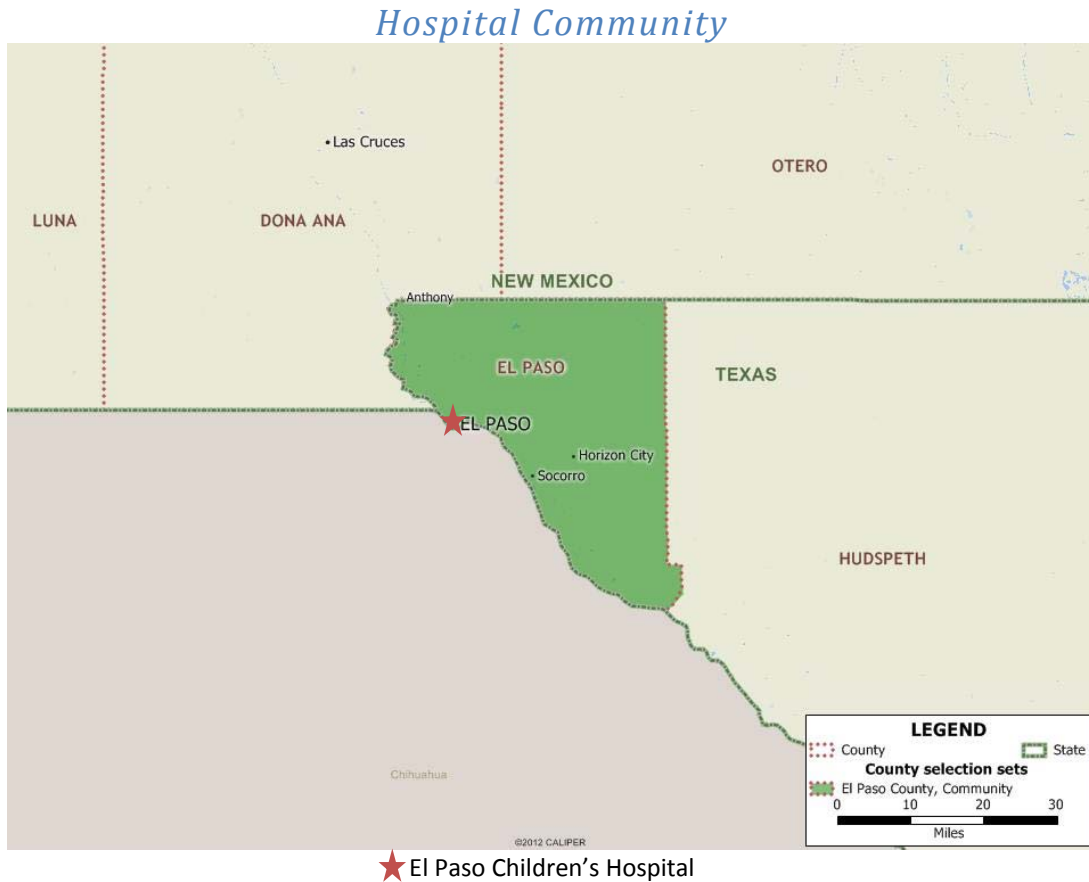 Hospital Community
Las Cruces
OTERO
LUNA
DONA ANA
NEW MEXICO
Anthony
EL PASO
TEXAS
EL PASO
Horizon City
Socorro
HUDSPETH
LEGEND
County
State
County selection sets
El Paso County, Community
0 10 20 30
Miles
Chihuahua
©2012 CALIPER
El Paso Children’s Hospital